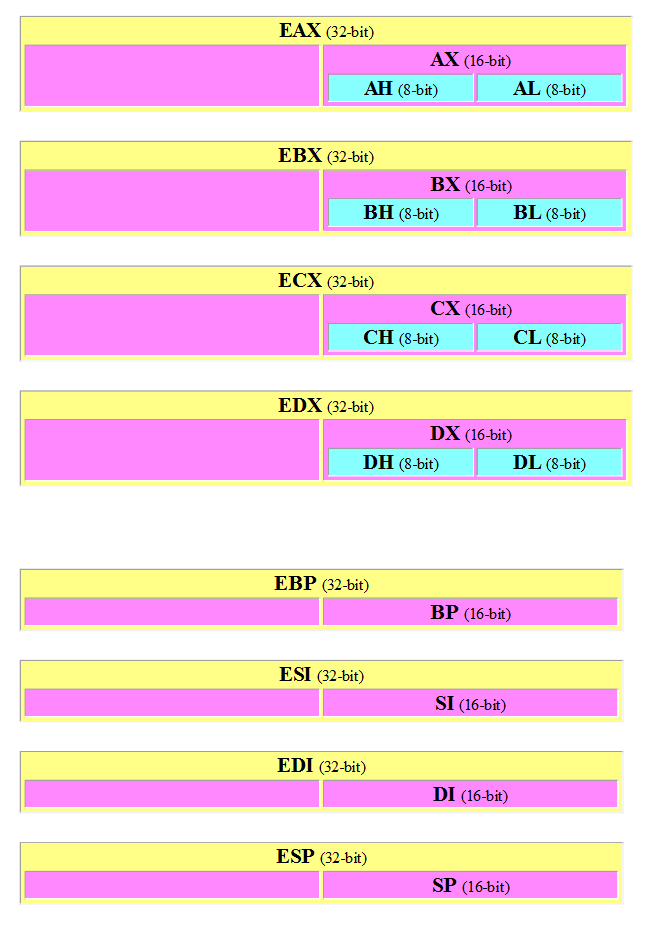 EAX (32-bit)
AX (16-bit)
AH (8-bit) AL (8-bit)
EBX (32-bit)
BX (16-bit)
BH (8-bit) BL (8-bit)
ECX (32-bit)
CX (16-bit)
CH (8-bit) CL (8-bit)
EDX (32-bit)
DX (16-bit)
DH (8-bit) DL (8-bit)
EBP (32-bit)
BP (16-bit)
ESI (32-bit)
SI (16-bit)
EDI (32-bit)
DI (16-bit)
ESP (32-bit)
SP (16-bit)